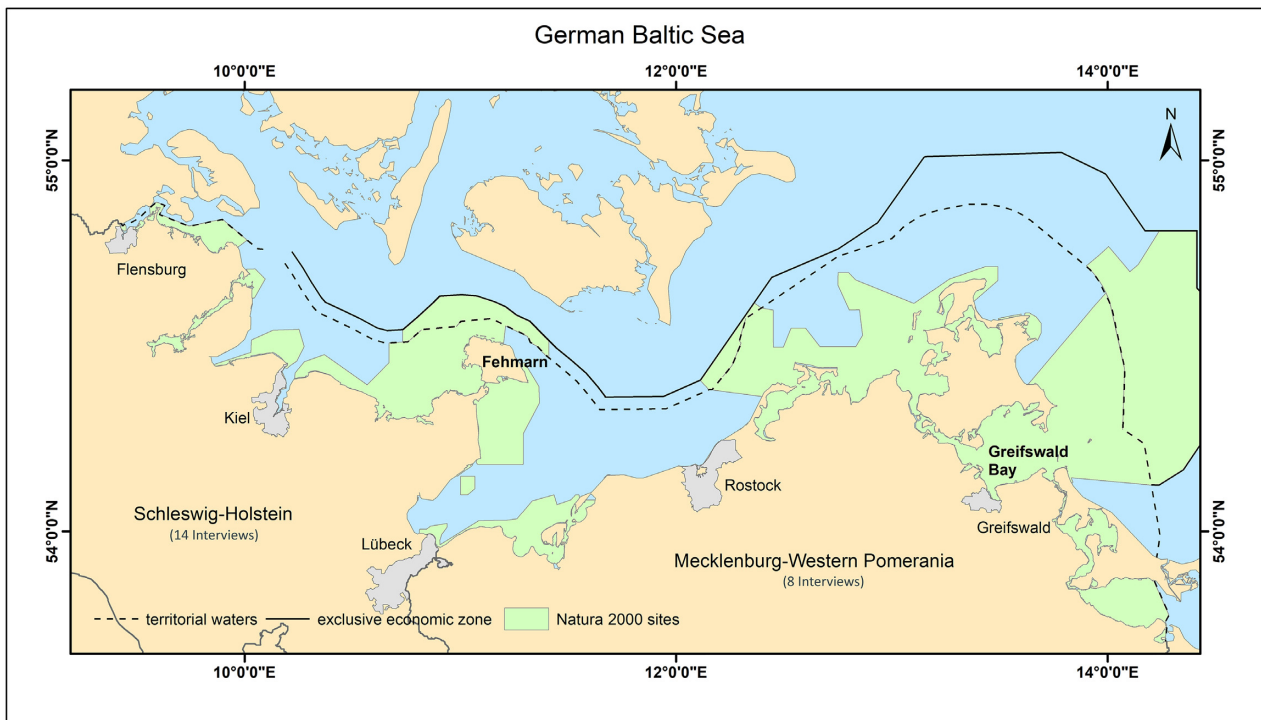 German Baltic Sea
10°0'0"E 12°0'0"E 14°0'0"E
N
55°0'0"N 55°0'0"N
Flensburg
Fehmarn
Kiel
Greifswald
Bay
Rostock
Schleswig-Holstein
(14 Interviews)
Greifswald
54°0'0"N 54°0'0"N
Lübeck
Mecklenburg-Western Pomerania
(8 Interviews)
territorial waters exclusive economic zone Natura 2000 sites
10°0'0"E 12°0'0"E 14°0'0"E